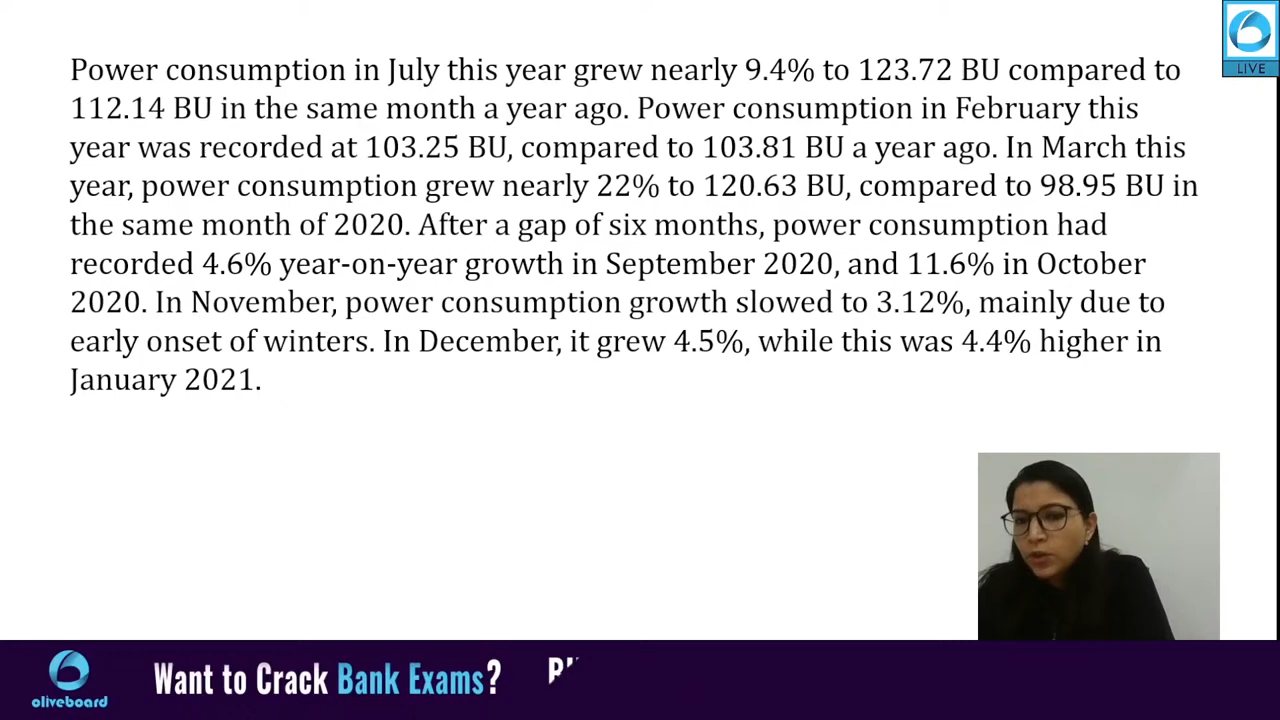 LIVE
Power consumption in July this year grew nearly 9.4% to 123.72 BU compared to
112.14 BU in the same month a year ago. Power consumption in February this
year was recorded at 103.25 BU, compared to 103.81 BU a year ago. In March this
year, power consumption grew nearly 22% to 120.63 BU, compared to 98.95 BU in
the same month of 2020. After a gap of six months, power consumption had
recorded 4.6% year-on-year growth in September 2020, and 11.6% in October
2020. In November, power consumption growth slowed to 3.12%, mainly due to
early onset of winters. In December, it grew 4.5%, while this was 4.4% higher in
January 2021.
oliveboard
Want to Crack Bank Exams?